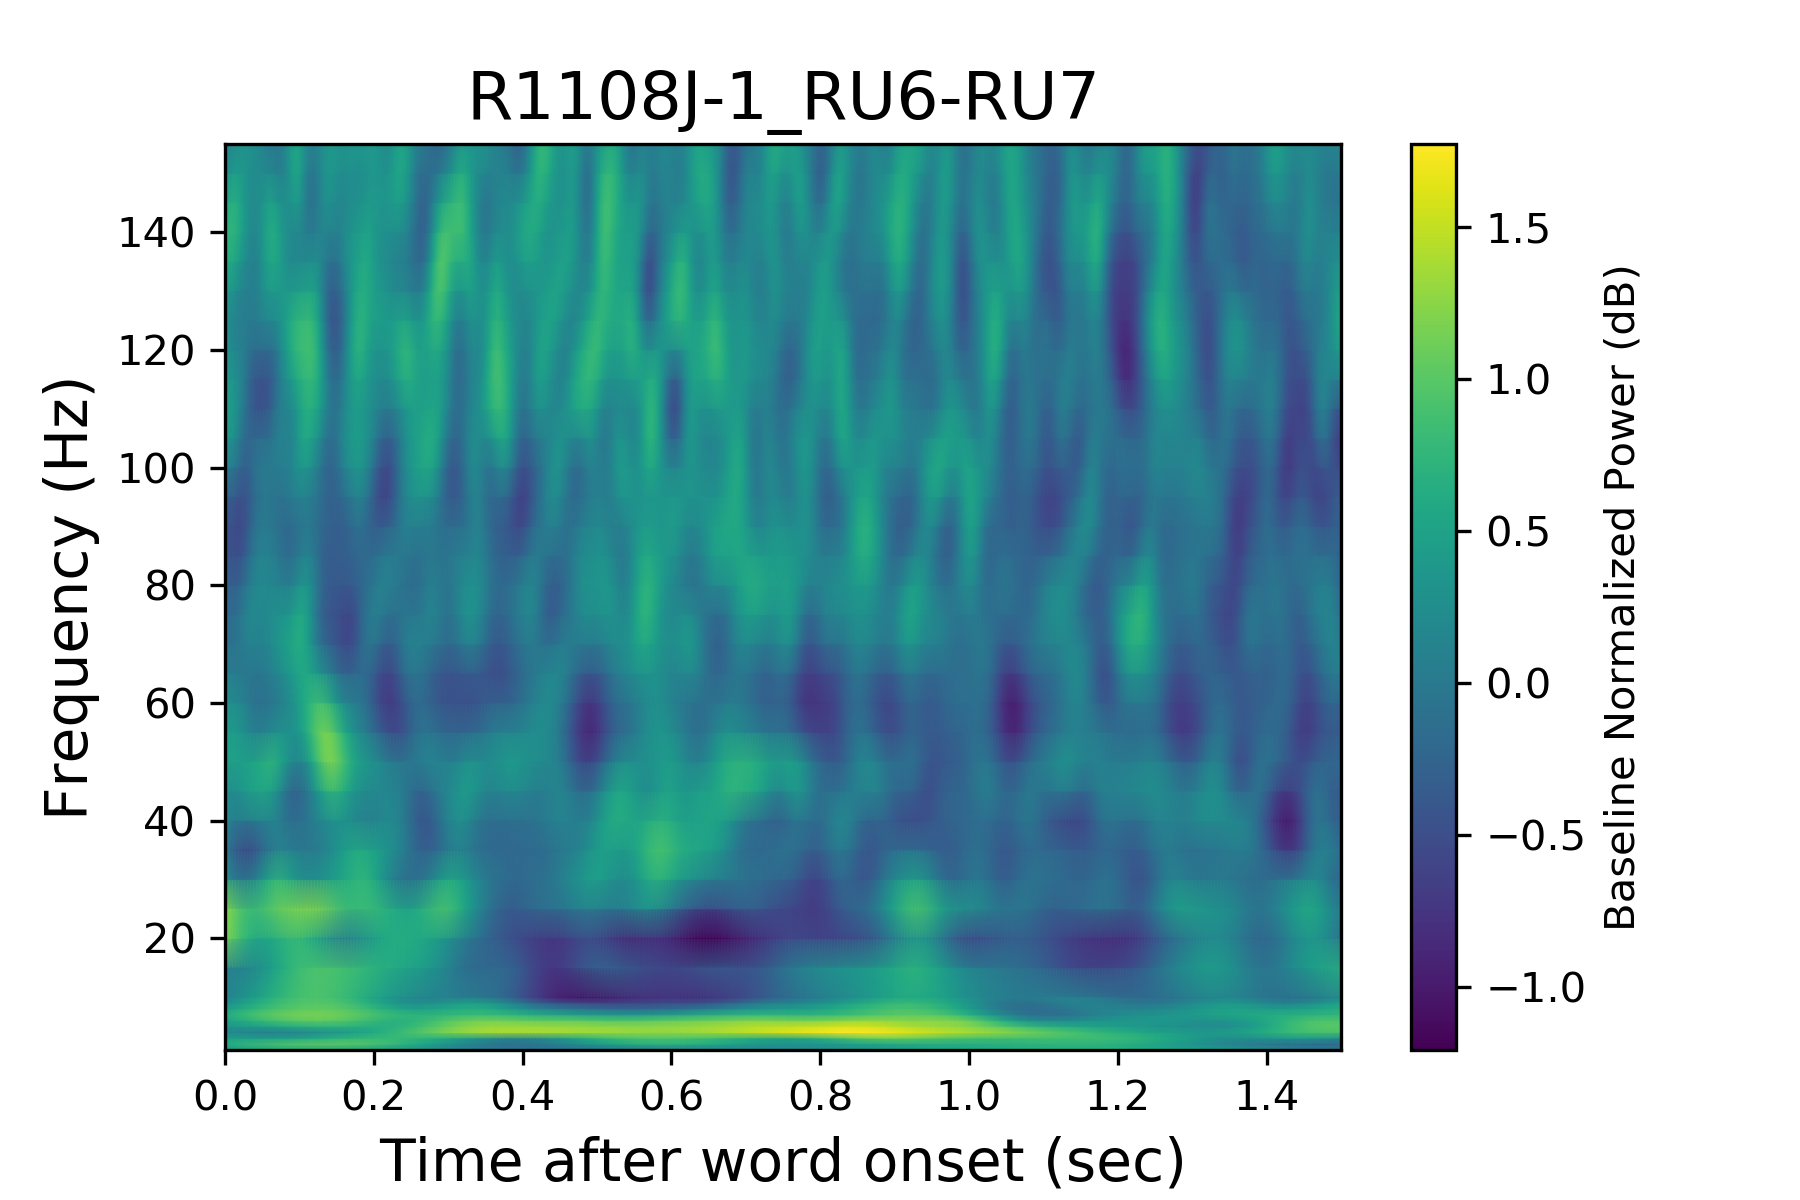 R1108J-1_RU6-RU7
Frequency (Hz)
140
120
100
80
60
40
20
0.0 0.2 0.4 0.6 0.8 1.0 1.2 1.4
Time after word onset (sec)
1.5
1.0
0.5
0.0
−0.5
−1.0
Baseline Normalized Power (dB)